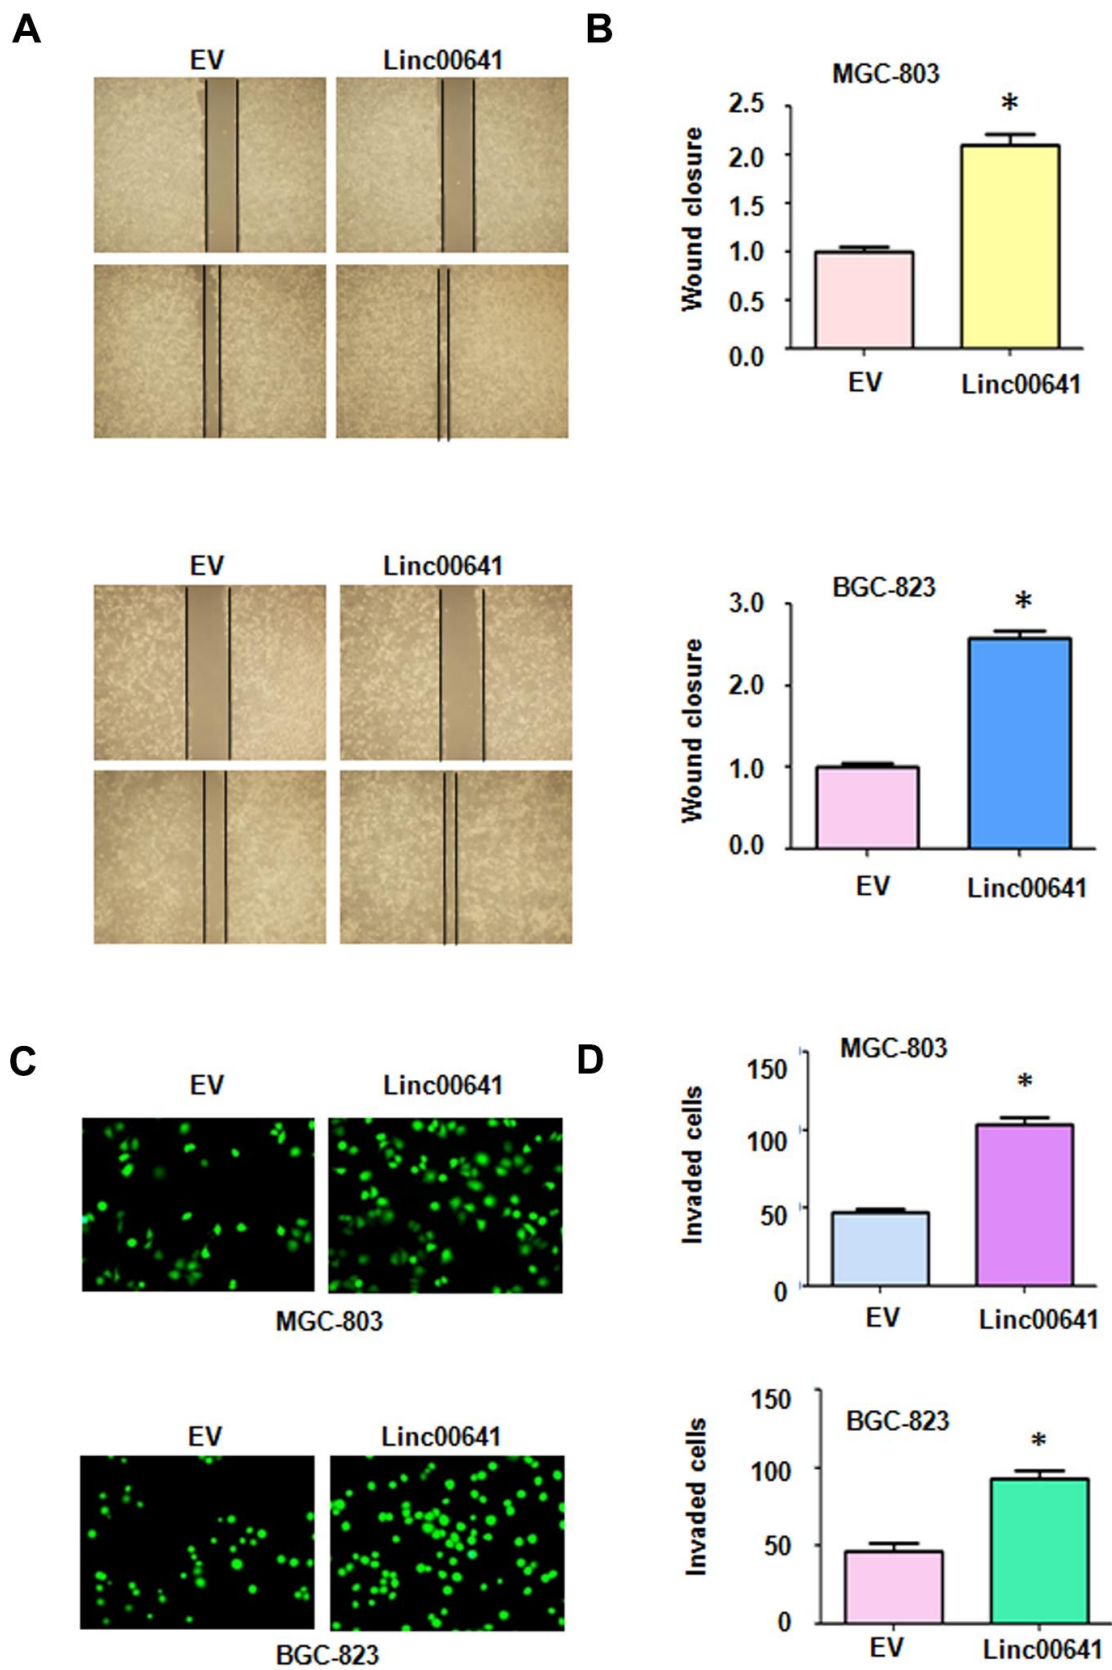 A
EV
Linc00641
B
MGC-803
Wound closure
2.5
2.0
1.5
1.0
0.5
0.0
*
EV
Linc00641
EV
Linc00641
BGC-823
Wound closure
3.0
2.0
1.0
0.0
*
EV
Linc00641
C
EV
Linc00641
MGC-803
D
MGC-803
Invaded cells
150
100
50
0
*
EV
Linc00641
EV
Linc00641
BGC-823
BGC-823
Invaded cells
150
100
50
0
*
EV
Linc00641